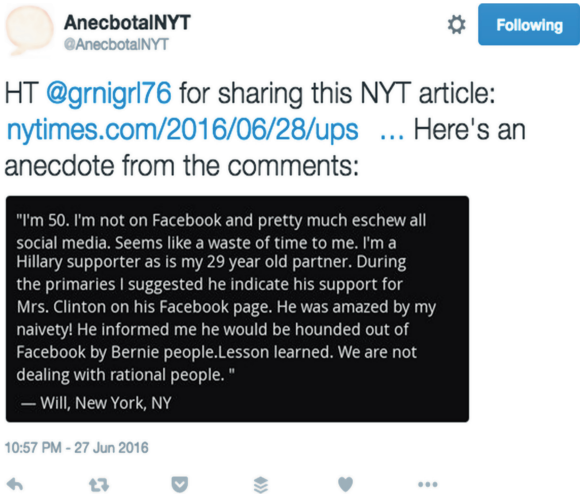 AnecbotalNYT
@AnecbotalNYT
Following
HT @grnigrl76 for sharing this NYT article:
nytimes.com/2016/06/28/ups ... Here's an
anecdote from the comments:
"I'm 50. I'm not on Facebook and pretty much eschew all
social media. Seems like a waste of time to me. I'm a
Hillary supporter as is my 29 year old partner. During
the primaries I suggested he indicate his support for
Mrs. Clinton on his Facebook page. He was amazed by my
naivety! He informed me he would be hounded out of
Facebook by Bernie people.Lesson learned. We are not
dealing with rational people. "
— Will, New York, NY
10:57 PM - 27 Jun 2016